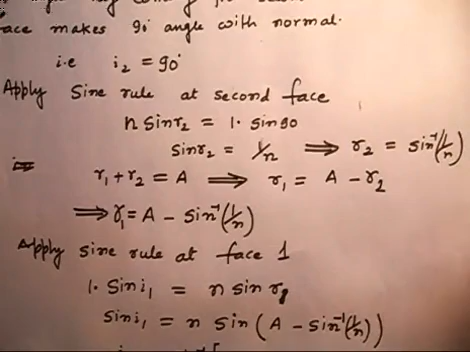 face makes 90° angle with normal.
i.e i₂ = 90°
Apply Sine rule at second face
n sin r₂ = 1. sin 90
sin r₂ = 1/n ⟹ r₂ = sin⁻¹(1/n)
r₁ + r₂ = A ⟹ r₁ = A − r₂
⟹ r₁ = A − sin⁻¹(1/n)
Apply sine rule at face 1
1. Sin i₁ = n sin r₁
sin i₁ = n sin (A − sin⁻¹(1/n))